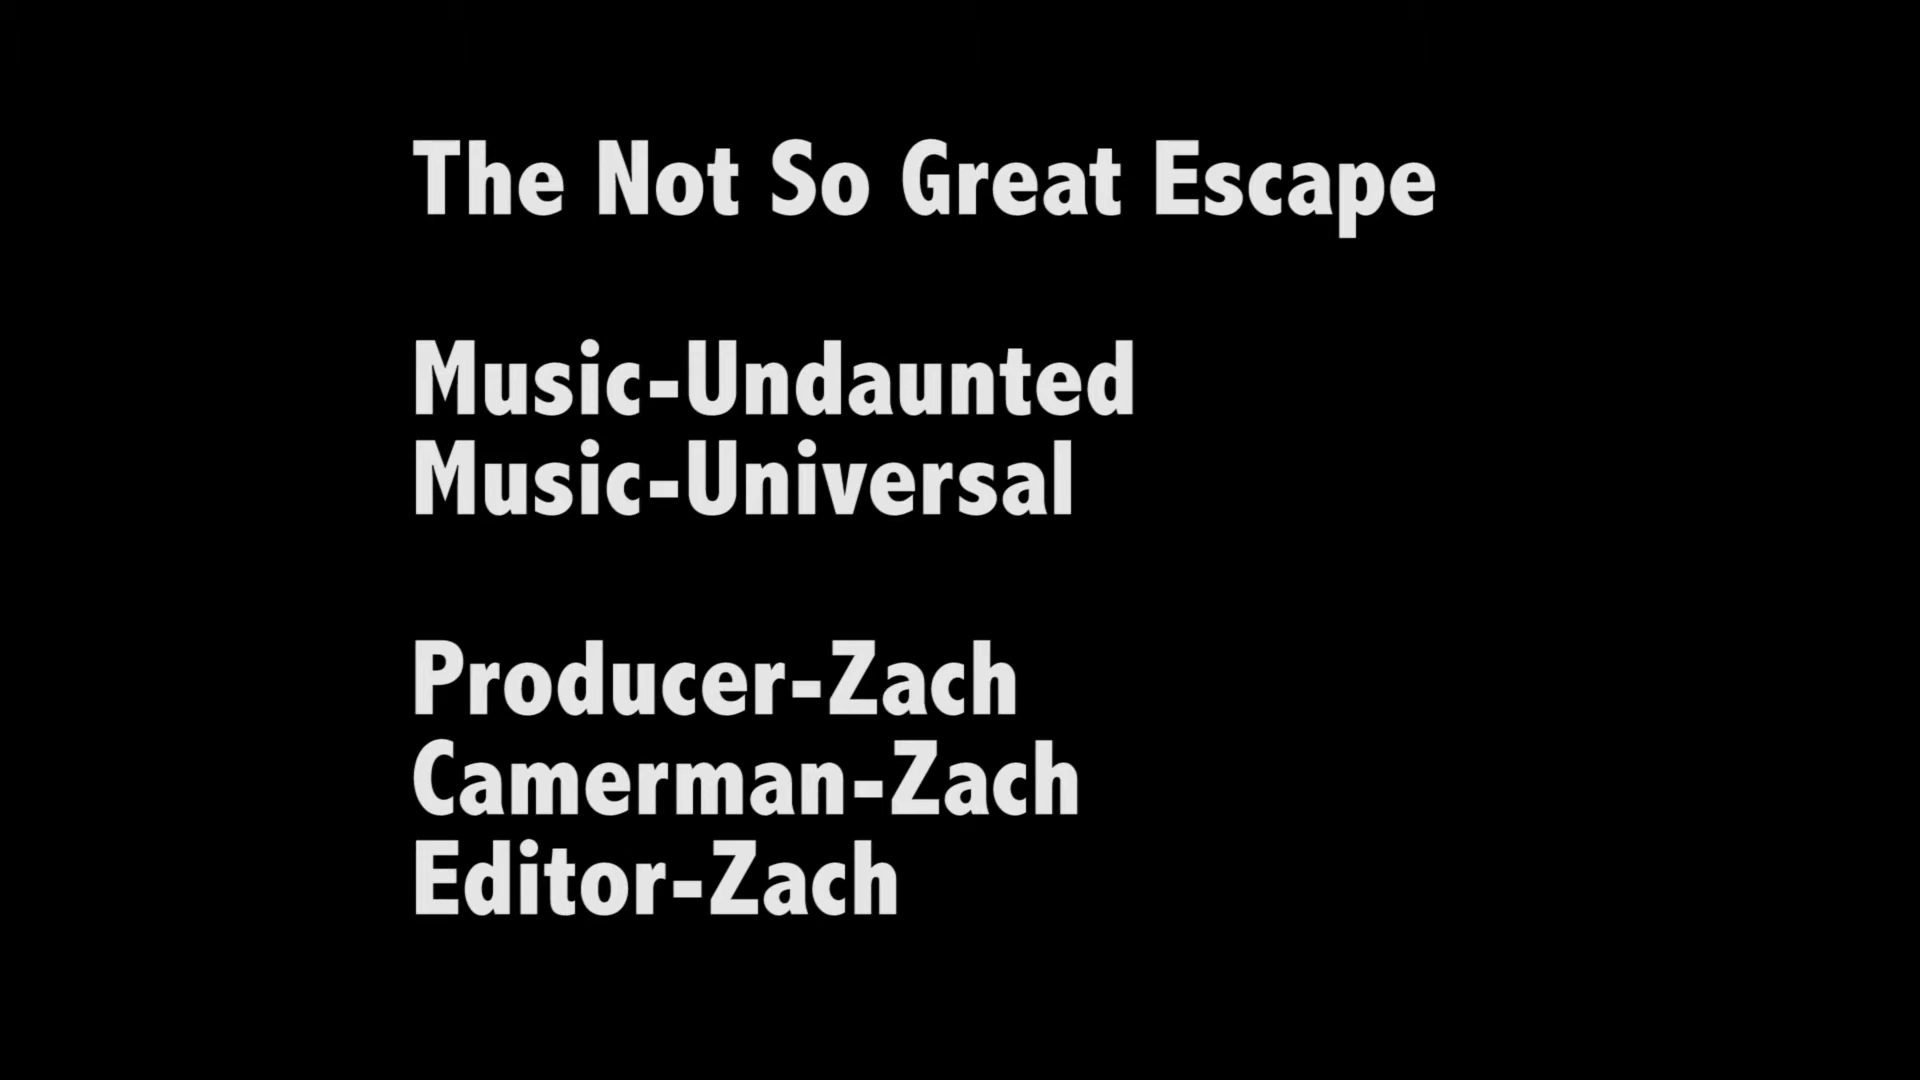 The Not So Great Escape
Music-Undaunted
Music-Universal
Producer-Zach
Camerman-Zach
Editor-Zach